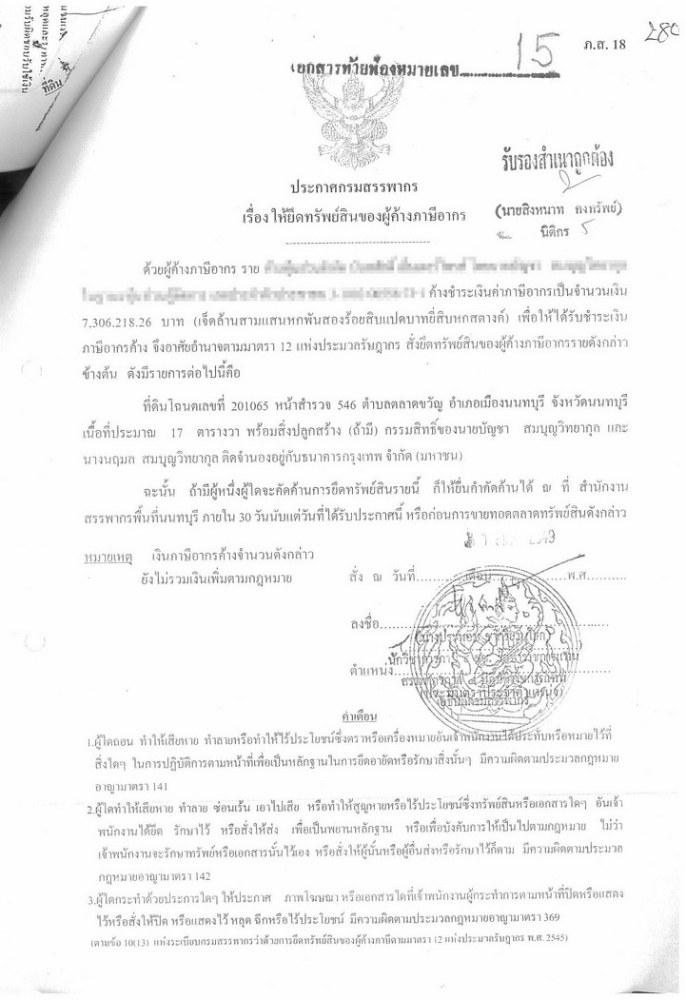 ภ.ส. 18
280
เอกสารท้ายฟ้องหมายเลข 15
รับรองสำเนาถูกต้อง
(นายสิงหนาท คงทรัพย์)
นิติกร 5
ประกาศกรมสรรพากร
เรื่อง ให้ยึดทรัพย์สินของผู้ค้างภาษีอากร
ด้วยผู้ค้างภาษีอากร ราย
ค้างชำระเงินค่าภาษีอากรเป็นจำนวนเงิน
7,306,218.26 บาท (เจ็ดล้านสามแสนหกพันสองร้อยสิบแปดบาทยี่สิบหกสตางค์) เพื่อให้ได้รับชำระเงิน
ภาษีอากรค้าง จึงอาศัยอำนาจตามมาตรา 12 แห่งประมวลรัษฎากร สั่งยึดทรัพย์สินของผู้ค้างภาษีอากรรายดังกล่าว
ข้างต้น ดังมีรายการต่อไปนี้คือ
ที่ดินโฉนดเลขที่ 201065 หน้าสำรวจ 546 ตำบลตลาดขวัญ อำเภอเมืองนนทบุรี จังหวัดนนทบุรี
เนื้อที่ประมาณ 17 ตารางวา พร้อมสิ่งปลูกสร้าง (ถ้ามี) กรรมสิทธิ์ของนายบัญชา สมบุญวิทยากุล และ
นางนฤมล สมบุญวิทยากุล ติดจำนองอยู่กับธนาคารกรุงเทพ จำกัด (มหาชน)
ฉะนั้น ถ้ามีผู้หนึ่งผู้ใดจะคัดค้านการยึดทรัพย์สินรายนี้ ก็ให้ยื่นคำคัดค้านได้ ณ ที่ สำนักงาน
สรรพากรพื้นที่นนทบุรี ภายใน 30 วันนับแต่วันที่ได้รับประกาศนี้ หรือก่อนการขายทอดตลาดทรัพย์สินดังกล่าว
หมายเหตุ เงินภาษีอากรค้างจำนวนดังกล่าว
ยังไม่รวมเงินเพิ่มตามกฎหมาย
สั่ง ณ วันที่..........เดือน..........พ.ศ..........
ลงชื่อ
ตำแหน่ง
คำเตือน
1.ผู้ใดถอน ทำให้เสียหาย ทำลายหรือทำให้ไร้ประโยชน์ซึ่งตราหรือเครื่องหมายอันเจ้าพนักงานได้ประทับหรือหมายไว้ที่
สิ่งใดๆ ในการปฏิบัติการตามหน้าที่เพื่อเป็นหลักฐานในการยึดอายัดหรือรักษาสิ่งนั้นๆ มีความผิดตามประมวลกฎหมาย
อาญามาตรา 141
2.ผู้ใดทำให้เสียหาย ทำลาย ซ่อนเร้น เอาไปเสีย หรือทำให้สูญหายหรือไร้ประโยชน์ซึ่งทรัพย์สินหรือเอกสารใดๆ อันเจ้า
พนักงานได้ยึด รักษาไว้ หรือสั่งให้ส่ง เพื่อเป็นพยานหลักฐาน หรือเพื่อบังคับการให้เป็นไปตามกฎหมาย ไม่ว่า
เจ้าพนักงานจะรักษาทรัพย์หรือเอกสารนั้นไว้เอง หรือสั่งให้ผู้นั้นหรือผู้อื่นส่งหรือรักษาไว้ก็ตาม มีความผิดตามประมวล
กฎหมายอาญามาตรา 142
3.ผู้ใดกระทำด้วยประการใดๆ ให้ประกาศ ภาพโฆษณา หรือเอกสารใดที่เจ้าพนักงานผู้กระทำการตามหน้าที่ปิดหรือแสดง
ไว้หรือสั่งให้ปิด หรือแสดงไว้ หลุด ฉีกหรือไร้ประโยชน์ มีความผิดตามประมวลกฎหมายอาญามาตรา 369
(ตามข้อ 10(13) แห่งระเบียบกรมสรรพากรว่าด้วยการยึดทรัพย์สินของผู้ค้างภาษีตามมาตรา 12 แห่งประมวลรัษฎากร พ.ศ. 2545)